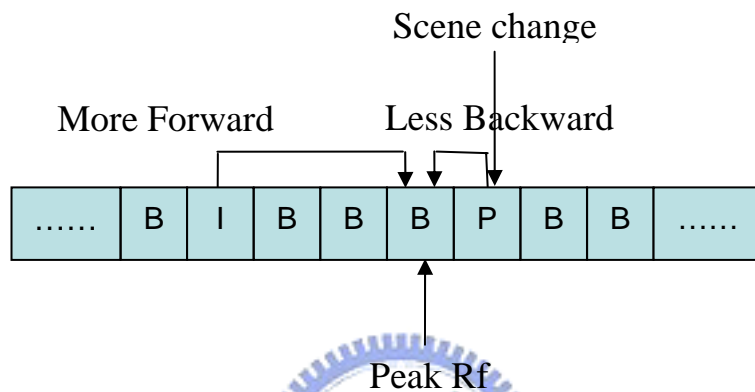 Scene change
More Forward
Less Backward
…… B I B B B P B B ……
Peak Rf